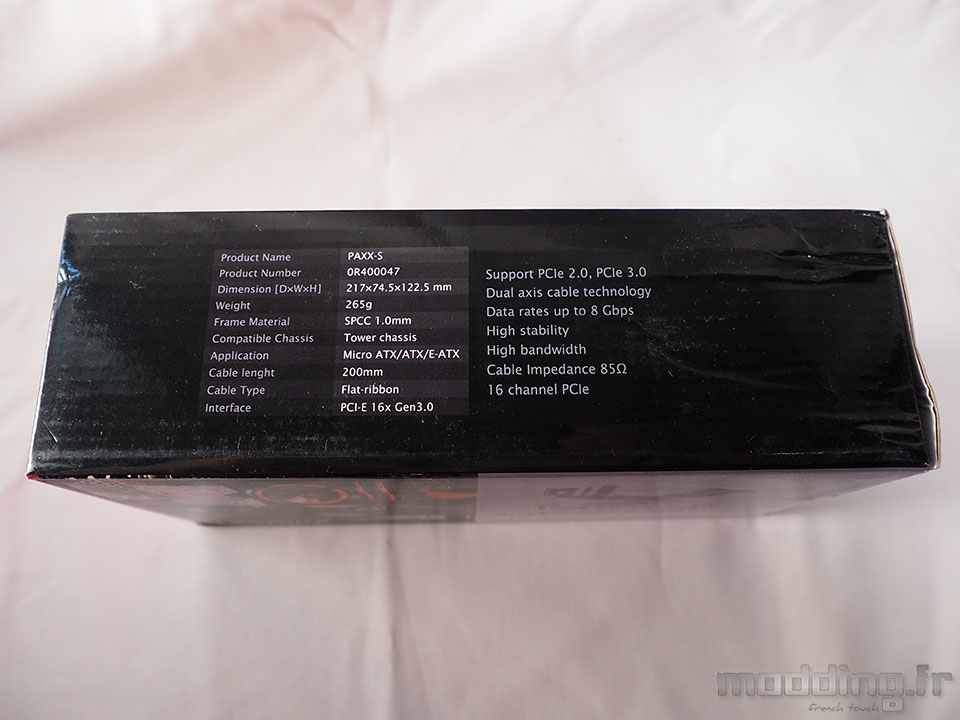 Product Name PAXX-S
Product Number 0R400047
Dimension [D×W×H] 217×74.5×122.5 mm
Weight 265g
Frame Material SPCC 1.0mm
Compatible Chassis Tower chassis
Application Micro ATX/ATX/E-ATX
Cable lenght 200mm
Cable Type Flat-ribbon
Interface PCI-E 16x Gen3.0
Support PCIe 2.0, PCIe 3.0
Dual axis cable technology
Data rates up to 8 Gbps
High stability
High bandwidth
Cable Impedance 85Ω
16 channel PCIe
modding.fr
french touch